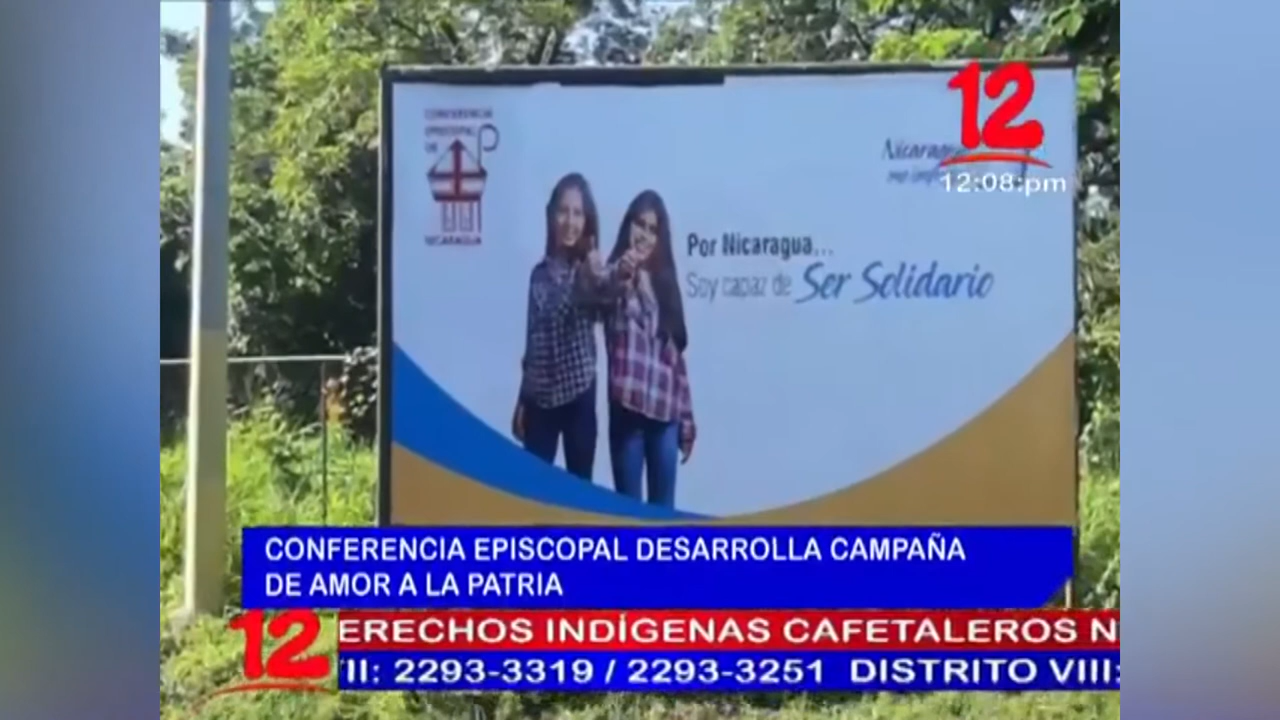 12
12:08:pm
CONFERENCIA
EPISCOPAL
DE
NICARAGUA
Por Nicaragua...
Soy capaz de Ser Solidario
CONFERENCIA EPISCOPAL DESARROLLA CAMPAÑA
DE AMOR A LA PATRIA
12
ERECHOS INDÍGENAS CAFETALEROS N
II: 2293-3319 / 2293-3251 DISTRITO VIII: